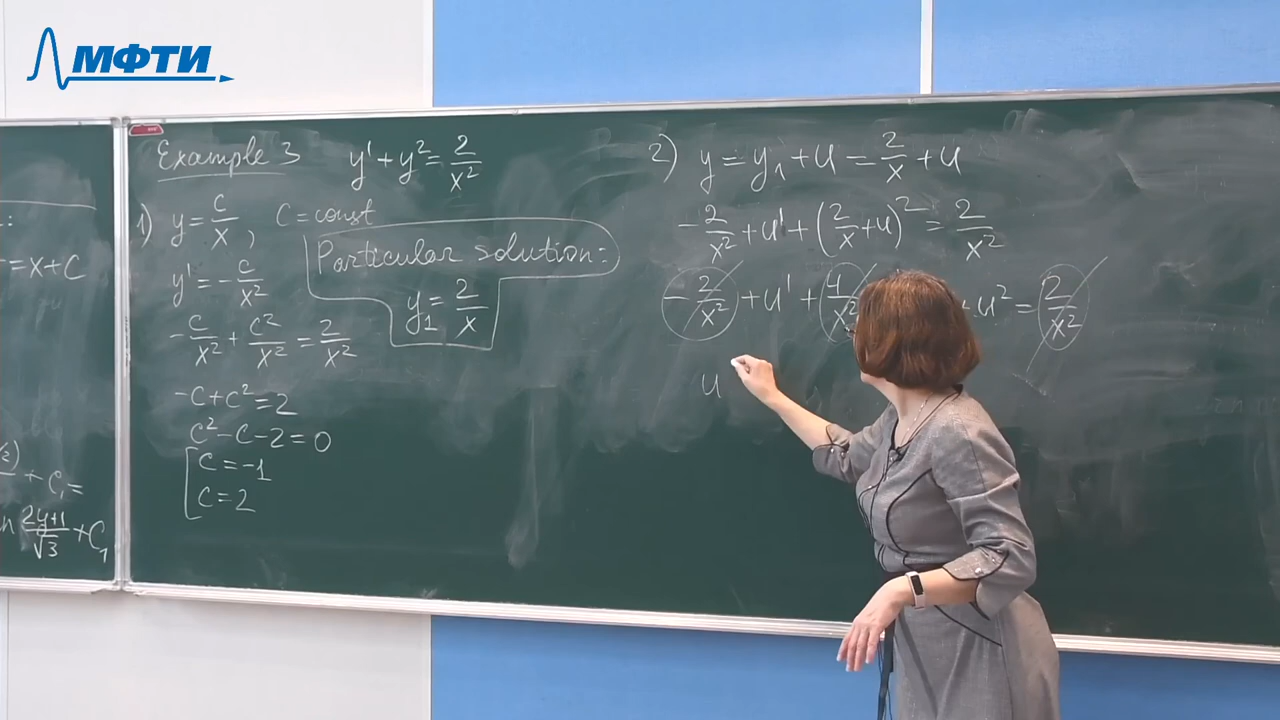 МФТИ
Example 3 y' + y² = 2/x²
1) y = c/x, C = const
Particular solution:
y₁ = 2/x
y' = -c/x²
-c/x² + c²/x² = 2/x²
-c + c² = 2
c² - c - 2 = 0
[ c = -1
c = 2
2) y = y₁ + u = 2/x + u
-2/x² + u' + (2/x + u)² = 2/x²
-2/x² + u' + 4/x² + u² = 2/x²
u
= x + C
+ C₁ =
2y+1/√3 + C₁